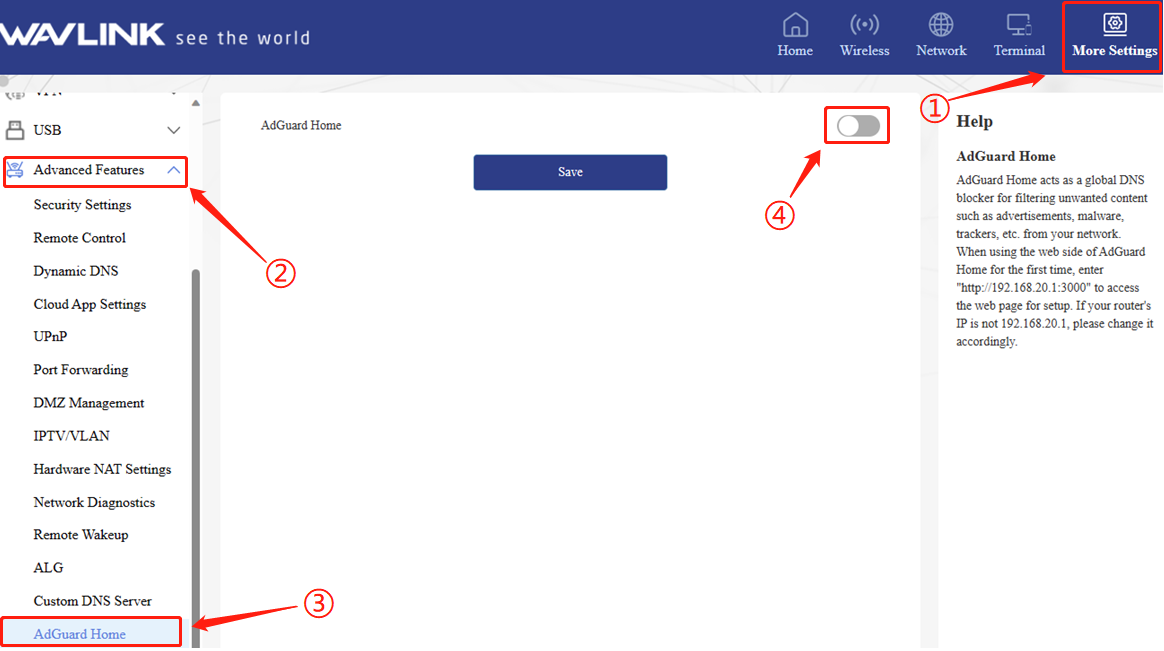 WAVLINK see the world
Home
Wireless
Network
Terminal
More Settings
①
VPN
USB
Advanced Features
②
Security Settings
Remote Control
Dynamic DNS
Cloud App Settings
UPnP
Port Forwarding
DMZ Management
IPTV/VLAN
Hardware NAT Settings
Network Diagnostics
Remote Wakeup
ALG
Custom DNS Server
AdGuard Home
③
AdGuard Home
④
Save
Help
AdGuard Home
AdGuard Home acts as a global DNS
blocker for filtering unwanted content
such as advertisements, malware,
trackers, etc. from your network.
When using the web side of AdGuard
Home for the first time, enter
"http://192.168.20.1:3000" to access
the web page for setup. If your router's
IP is not 192.168.20.1, please change it
accordingly.